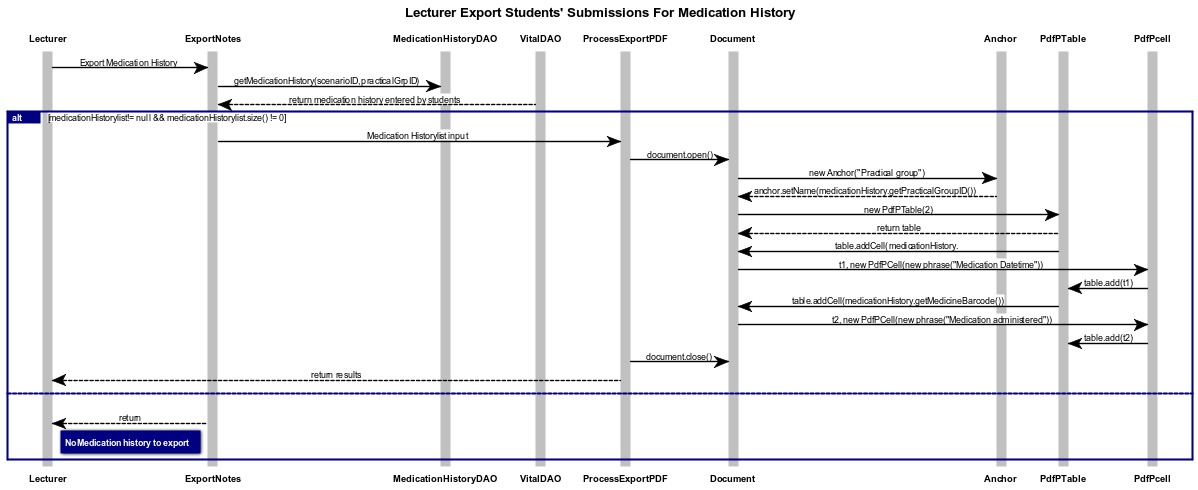 Lecturer Export Students' Submissions For Medication History
Lecturer ExportNotes MedicationHistoryDAO VitalDAO ProcessExportPDF Document Anchor PdfPTable PdfPcell
Export Medication History
getMedicationHistory(scenarioID,practicalGrpID)
return medication history entered by students
alt [medicationHistorylist!= null && medicationHistorylist.size() != 0]
Medication Historylist input
document.open()
new Anchor("Practical group")
anchor.setName(medicationHistory.getPracticalGroupID())
new PdfPTable(2)
return table
table.addCell(medicationHistory.
t1, new PdfPCell(new phrase("Medication Datetime"))
table.add(t1)
table.addCell(medicationHistory.getMedicineBarcode())
t2, new PdfPCell(new phrase("Medication administered"))
table.add(t2)
document.close()
return results
return
No Medication history to export
Lecturer ExportNotes MedicationHistoryDAO VitalDAO ProcessExportPDF Document Anchor PdfPTable PdfPcell